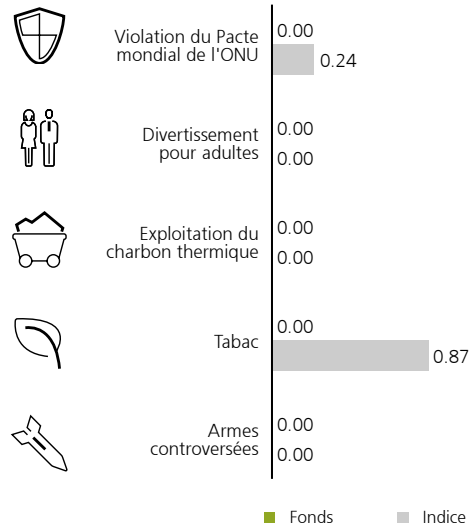 Violation du Pacte
mondial de l'ONU
0.00
0.24
Divertissement
pour adultes
0.00
0.00
Exploitation du
charbon thermique
0.00
0.00
Tabac
0.00
0.87
Armes
controversées
0.00
0.00
Fonds
Indice